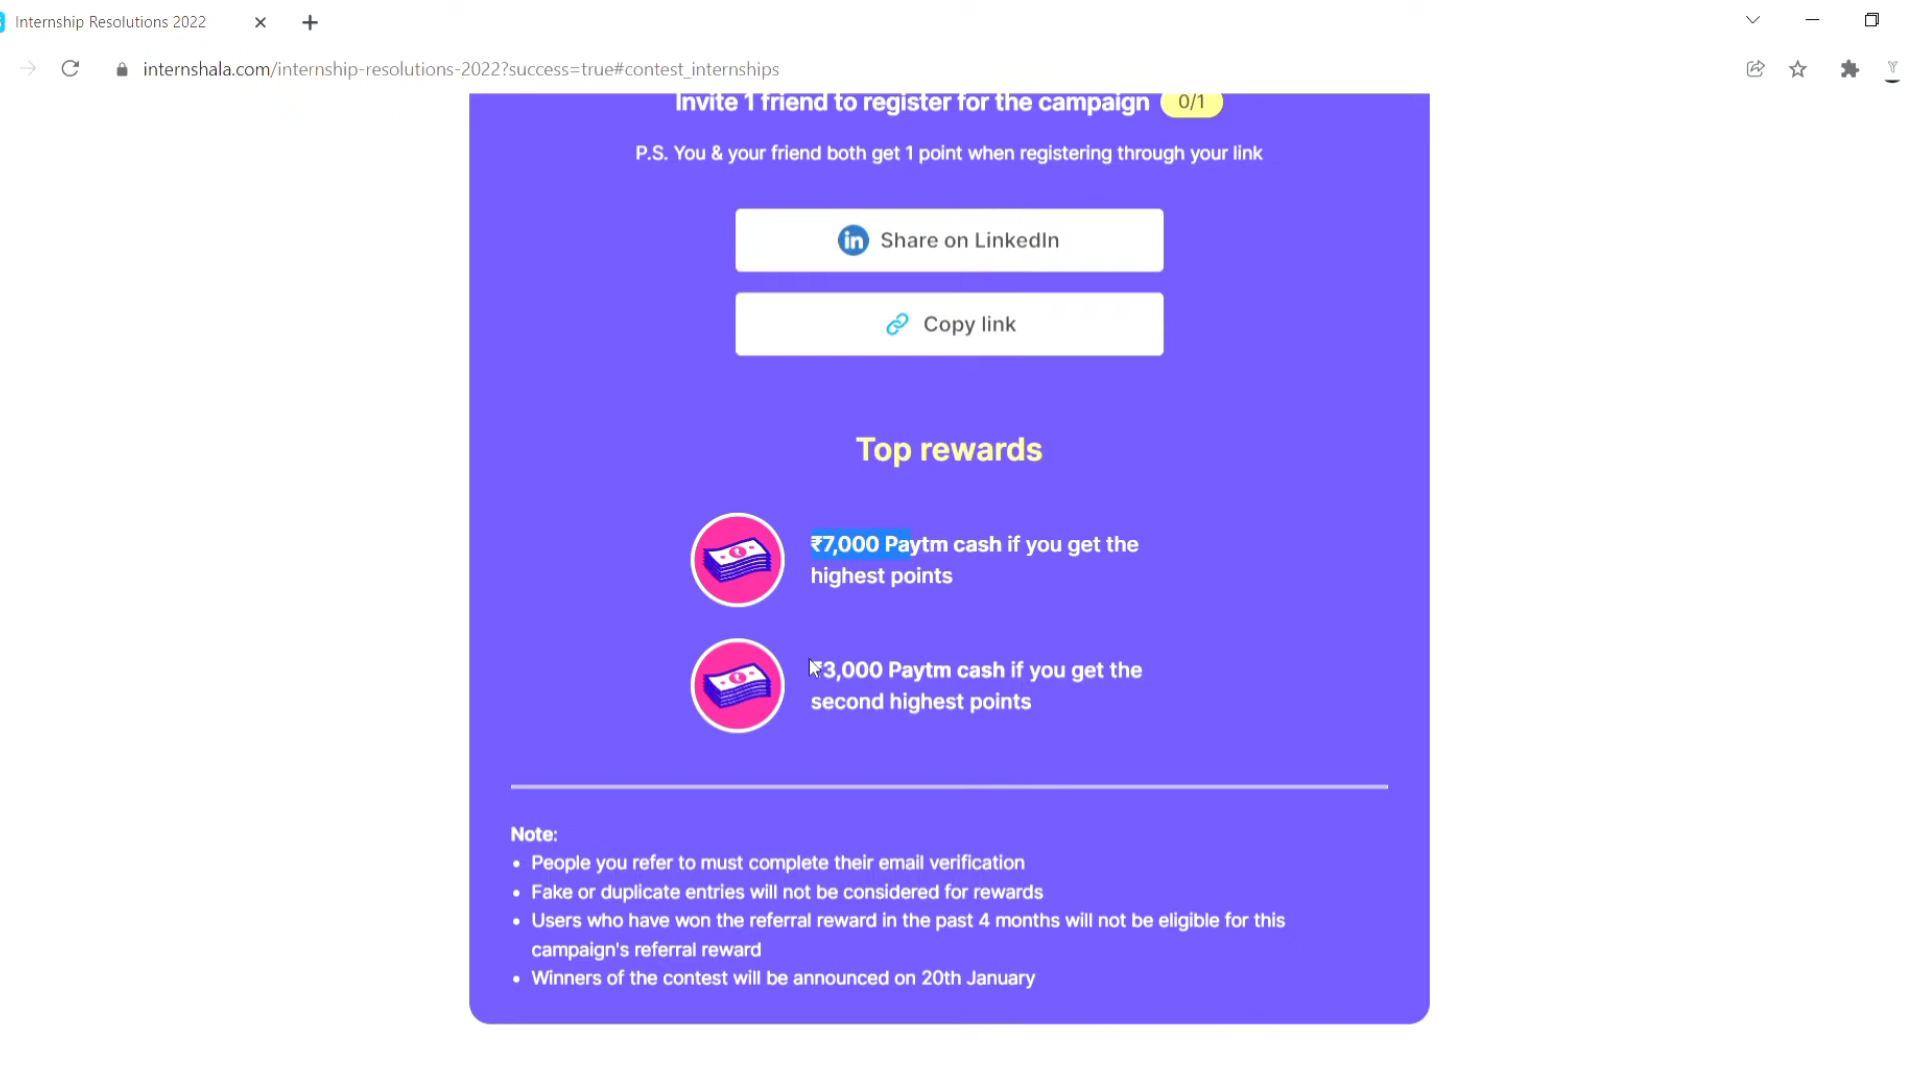 Internship Resolutions 2022
internshala.com/internship-resolutions-2022?success=true#contest_internships
Invite 1 friend to register for the campaign 0/1
P.S. You & your friend both get 1 point when registering through your link
in Share on LinkedIn
Copy link
Top rewards
₹7,000 Paytm cash if you get the
highest points
₹3,000 Paytm cash if you get the
second highest points
Note:
• People you refer to must complete their email verification
• Fake or duplicate entries will not be considered for rewards
• Users who have won the referral reward in the past 4 months will not be eligible for this
campaign's referral reward
• Winners of the contest will be announced on 20th January